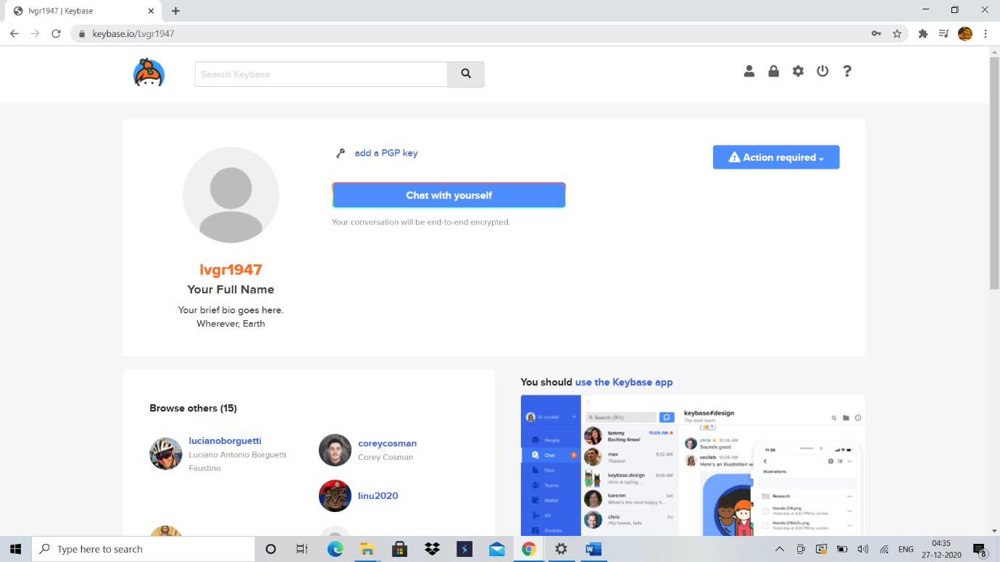 lvgr1947 | Keybase
keybase.io/Lvgr1947
Search Keybase
add a PGP key
Action required
Chat with yourself
Your conversation will be end-to-end encrypted.
lvgr1947
Your Full Name
Your brief bio goes here.
Wherever, Earth
Browse others (15)
lucianoborguetti
Luciano Antonio Borguetti
Faustino
coreycosman
Corey Cosman
linu2020
You should use the Keybase app
Hi cecileb!
People
Chat
2
Files
Teams
Wallet
Git
Devices
Search (⌘K)
tammy
10:09 AM
Exciting times!
max
9:32 AM
Thanks!
keybase.design
8:59 AM
chris is typing...
karenm
Sat
When's the next happy h...
chris
Fri
/flip heeds, tells
keybase#design
The best team.
1
chris 10:06 AM
Sounds good
cecileb 10:08 AM
Here's an illustration w
11:39
illustrations
Research
friends-216.png
Yesterday at 4:20 PM by cecileb
friends-216@2x.png
Yesterday at 4:20 PM by cecileb
Type here to search
ENG
04:35
27-12-2020
8